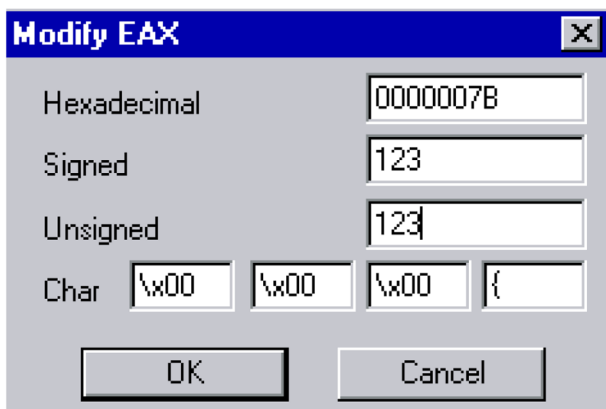 Modify EAX
Hexadecimal 0000007B
Signed 123
Unsigned 123
Char \x00 \x00 \x00 {
OK Cancel